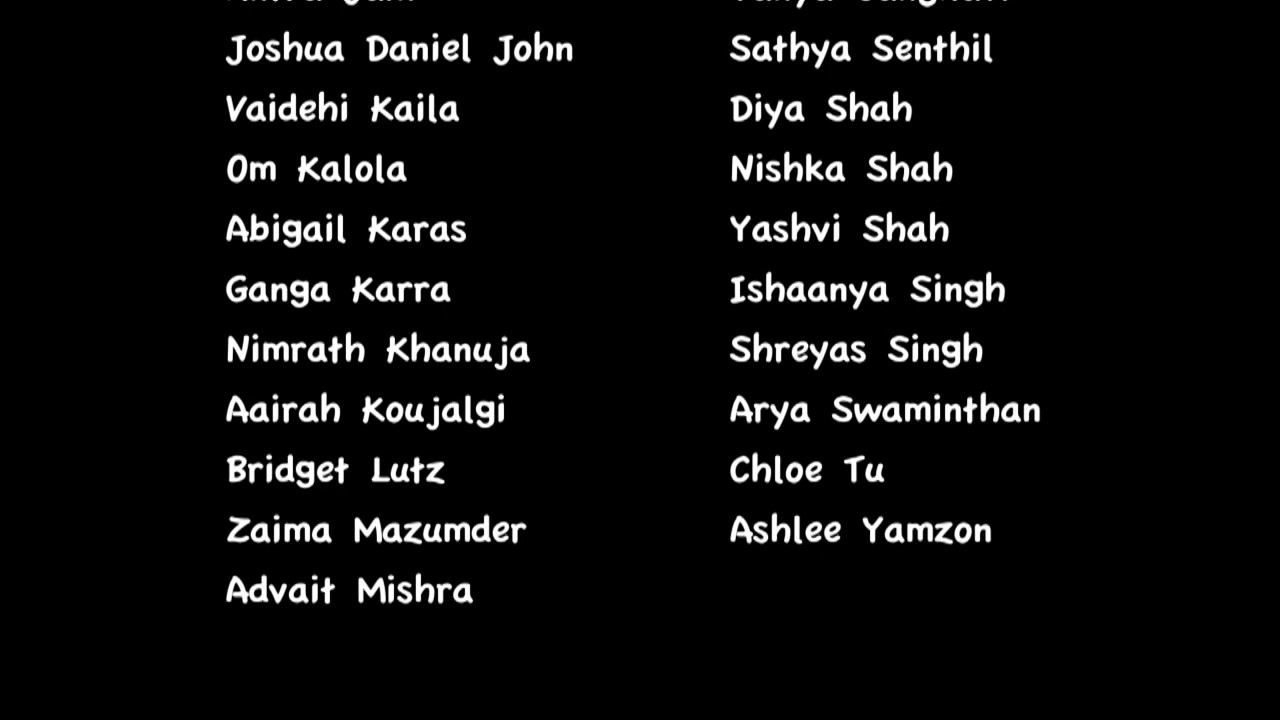 Joshua Daniel John
Vaidehi Kaila
Om Kalola
Abigail Karas
Ganga Karra
Nimrath Khanuja
Aairah Koujalgi
Bridget Lutz
Zaima Mazumder
Advait Mishra
Sathya Senthil
Diya Shah
Nishka Shah
Yashvi Shah
Ishaanya Singh
Shreyas Singh
Arya Swaminthan
Chloe Tu
Ashlee Yamzon